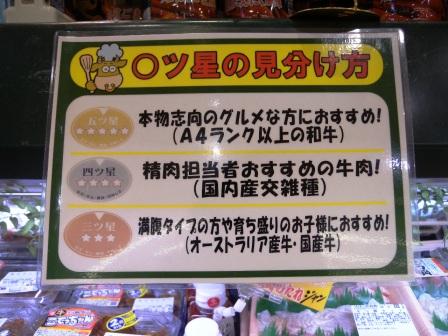 〇ツ星の見分け方
五ツ星
★★★★★
本物志向のグルメな方におすすめ!
(A4ランク以上の和牛)
四ツ星
★★★★
精肉担当者おすすめの牛肉!
(国内産交雑種)
三ツ星
★★★
満腹タイプの方や育ち盛りのお子様におすすめ!
(オーストラリア産牛・国産牛)